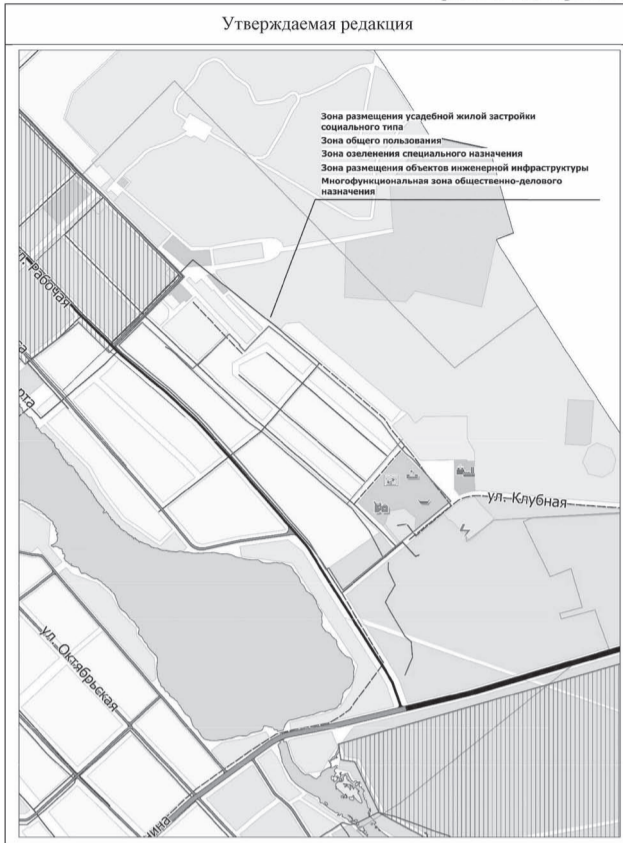 Утверждаемая редакция
Зона размещения усадебной жилой застройки
социального типа
Зона общего пользования
Зона озеленения специального назначения
Зона размещения объектов инженерной инфраструктуры
Многофункциональная зона общественно-делового
назначения
ул. Рабочая
ул. Клубная
ул. Октябрьская